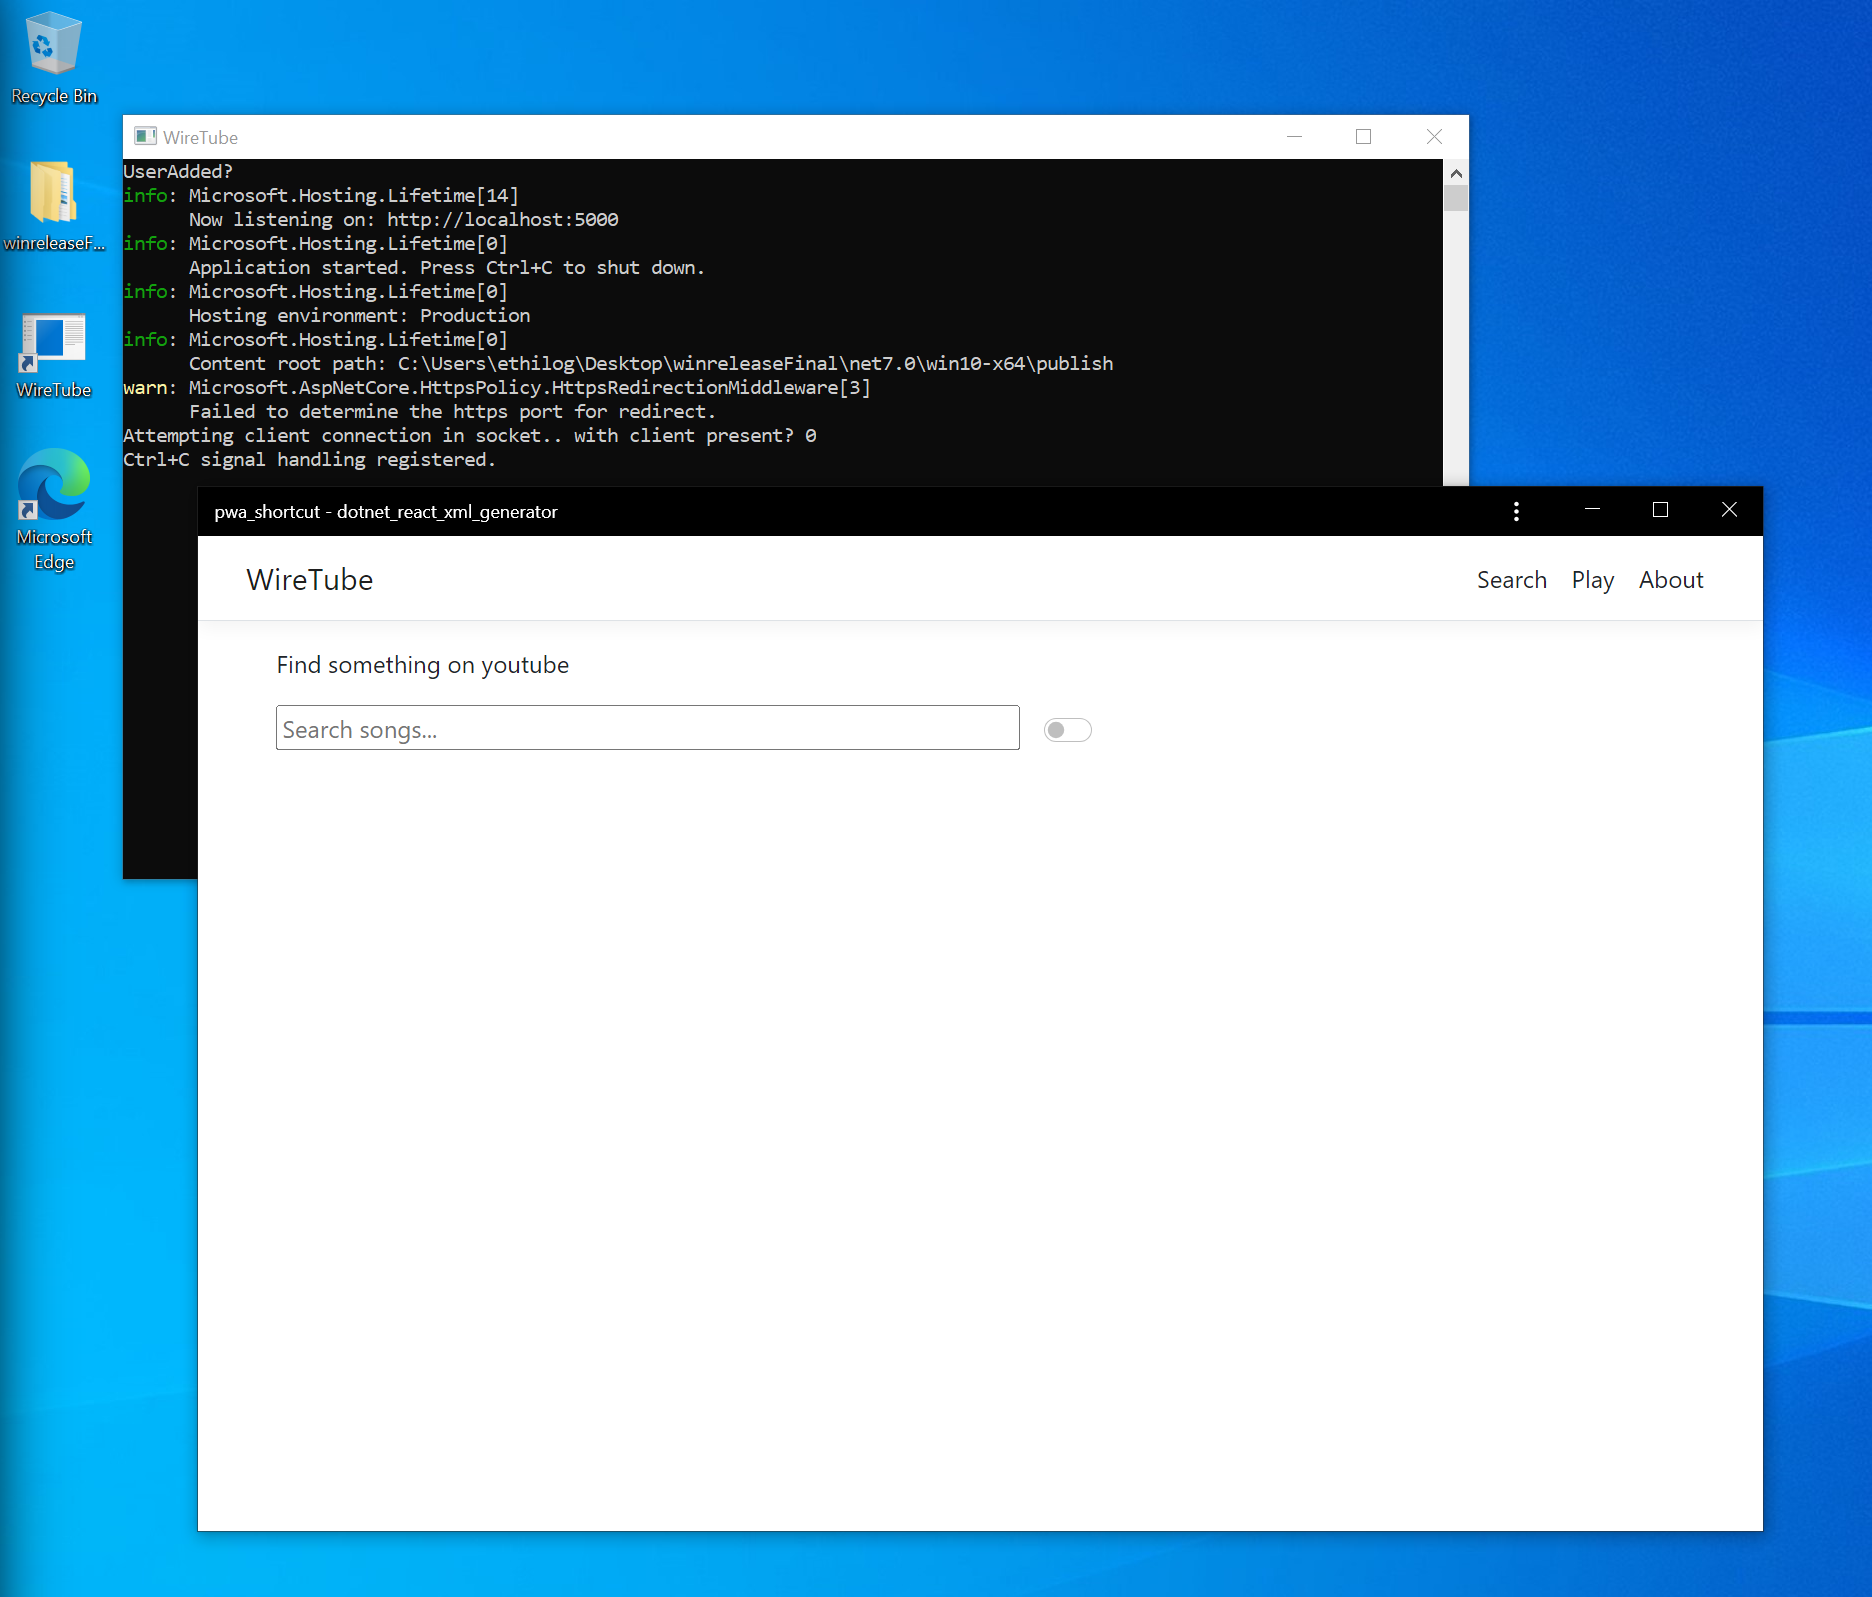 Recycle Bin
winreleaseF...
WireTube
Microsoft
Edge
WireTube
UserAdded?
info: Microsoft.Hosting.Lifetime[14]
Now listening on: http://localhost:5000
info: Microsoft.Hosting.Lifetime[0]
Application started. Press Ctrl+C to shut down.
info: Microsoft.Hosting.Lifetime[0]
Hosting environment: Production
info: Microsoft.Hosting.Lifetime[0]
Content root path: C:\Users\ethilog\Desktop\winreleaseFinal\net7.0\win10-x64\publish
warn: Microsoft.AspNetCore.HttpsPolicy.HttpsRedirectionMiddleware[3]
Failed to determine the https port for redirect.
Attempting client connection in socket.. with client present? 0
Ctrl+C signal handling registered.
pwa_shortcut - dotnet_react_xml_generator
WireTube Search Play About
Find something on youtube
Search songs...